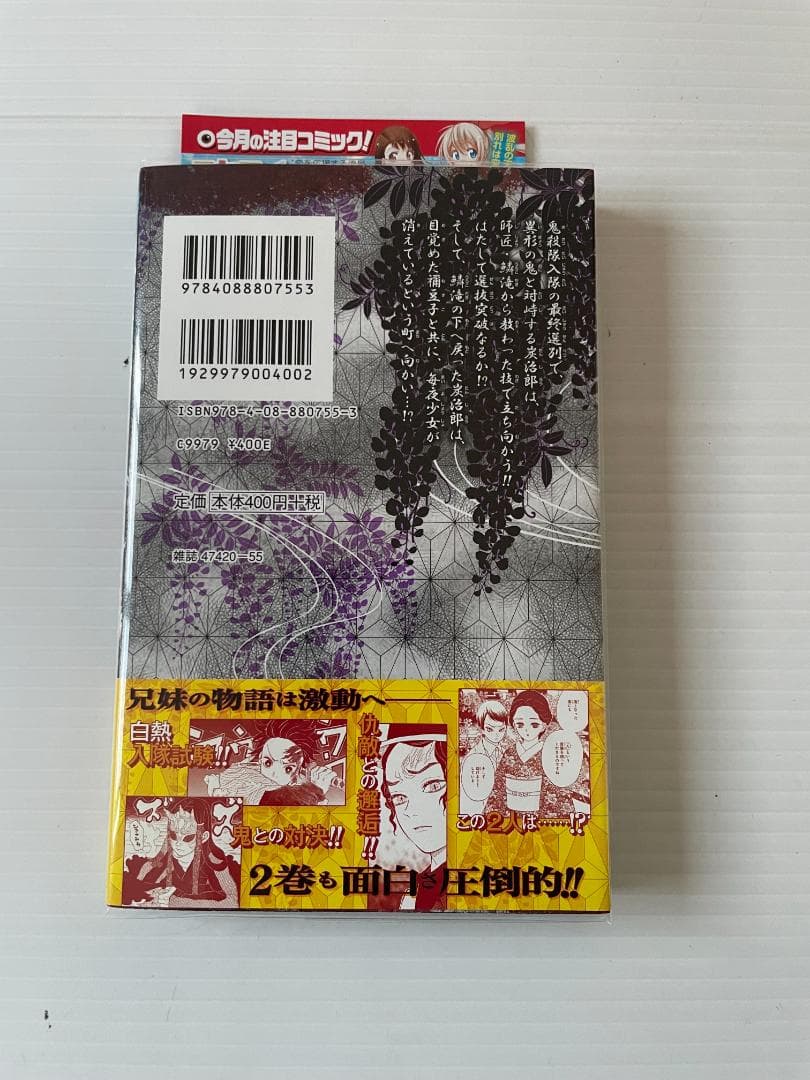 今月の注目コミック!
9784088807553
1929979004002
ISBN978-4-08-880755-3
C9979 ¥400E
定価 本体400円+税
雑誌 47420-55
鬼殺隊入隊の最終選別で
異形の鬼と対峙する炭治郎は、
師匠、鱗滝から教わった技で立ち向かう!!
はたして選抜突破なるか!?
そして、鱗滝の下へ戻った炭治郎は、
目覚めた禰豆子と共に、毎夜少女が
消えているという町へ向かい…!?
兄妹の物語は激動へ――
白熱
入隊試験!!
仇敵との邂逅!!
鬼との対決!!
この2人は……!?
2巻も面白さ圧倒的!!